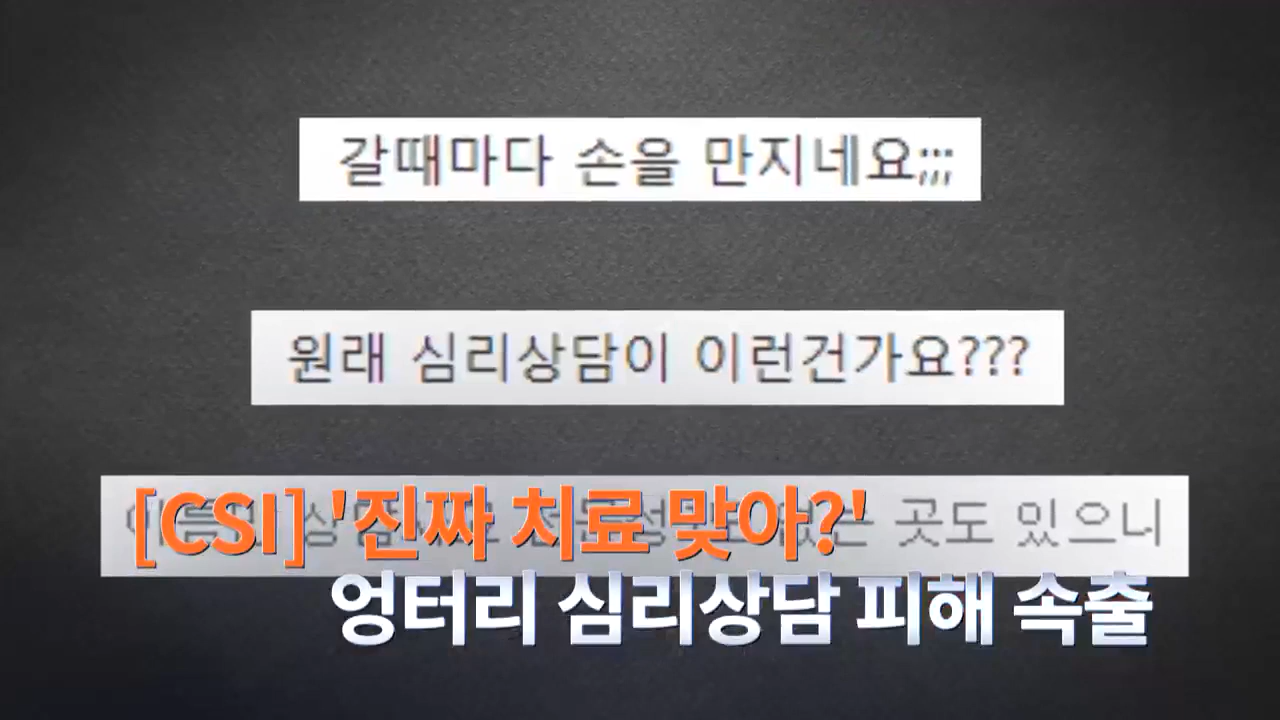 갈때마다 손을 만지네요;;;
원래 심리상담이 이런건가요???
곳도 있으니
[CSI] '진짜 치료 맞아?'
엉터리 심리상담 피해 속출